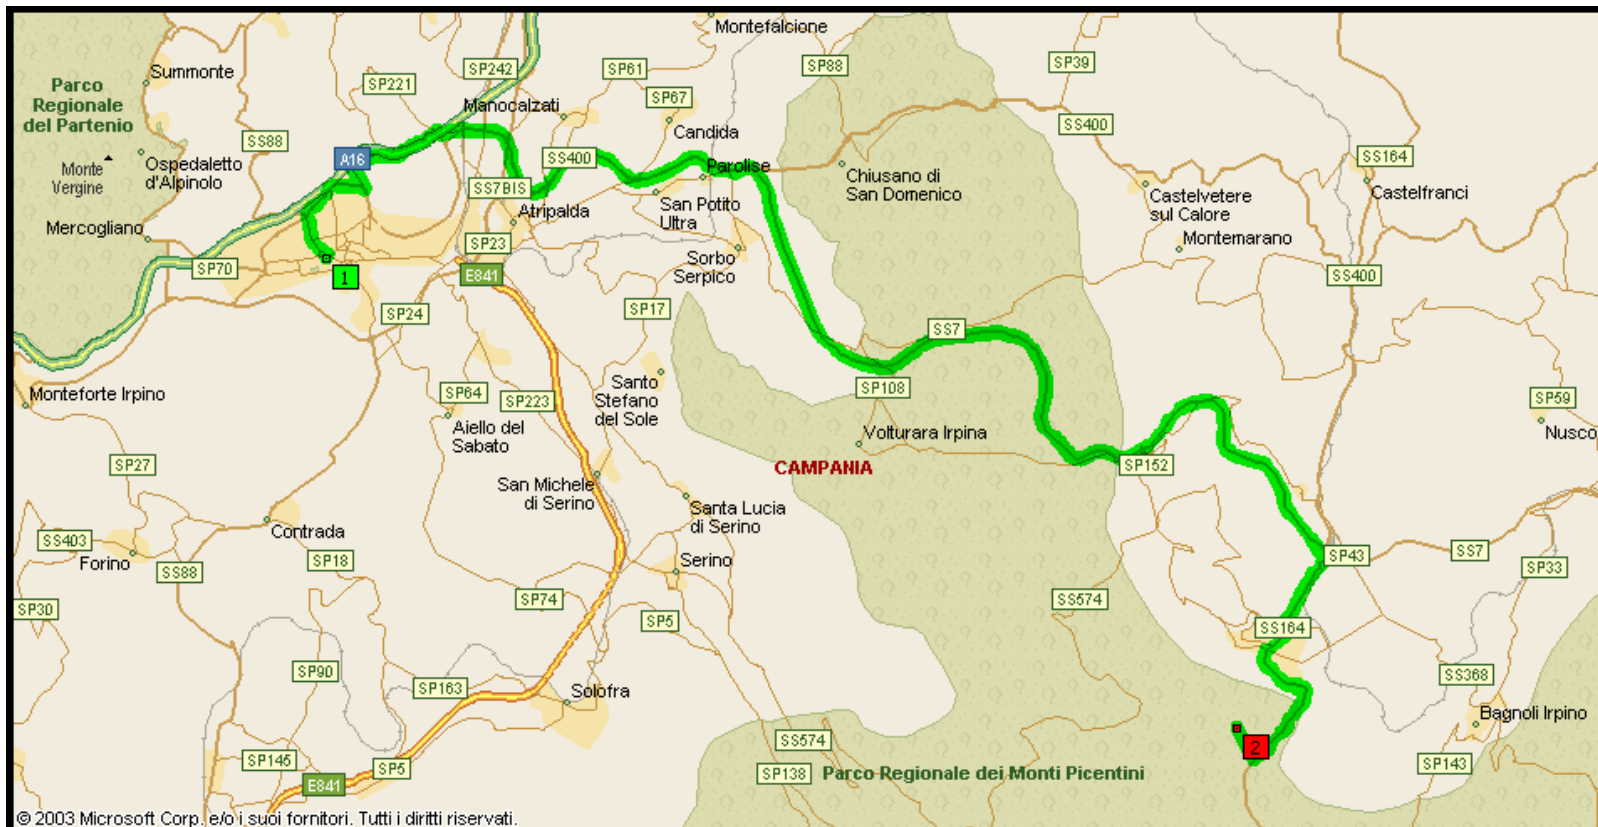 Montefalcione
SP242
SP61
SP88
SP39
Summonte
SP221
Parco
Regionale
del Partenio
Manocalzati
SP67
Candida
SS400
SS88
A16
SS400
Parolise
SS164
Monte
Vergine
Ospedaletto
d'Alpinolo
Chiusano di
San Domenico
Castelfranci
SS7BIS
Castelvetere
sul Calore
San Potito
Ultra
Atripalda
Mercogliano
SP23
Montemarano
Sorbo
Serpico
SP70
E841
1
SS400
SP24
SP17
SS7
Monteforte Irpino
SP64
SP223
Santo
Stefano
del Sole
SP108
SP59
Aiello del
Sabato
Volturara Irpina
Nusco
SP27
CAMPANIA
SP152
San Michele
di Serino
Santa Lucia
di Serino
Contrada
SS403
Forino
SP18
Serino
SP43
SS7
SS88
SP33
SP30
SP74
SP5
SS574
SS164
SP90
SP163
Solofra
SS368
Bagnoli Irpino
SS574
2
SP145
SP5
SP138
Parco Regionale dei Monti Picentini
SP143
E841
© 2003 Microsoft Corp. e/o i suoi fornitori. Tutti i diritti riservati.